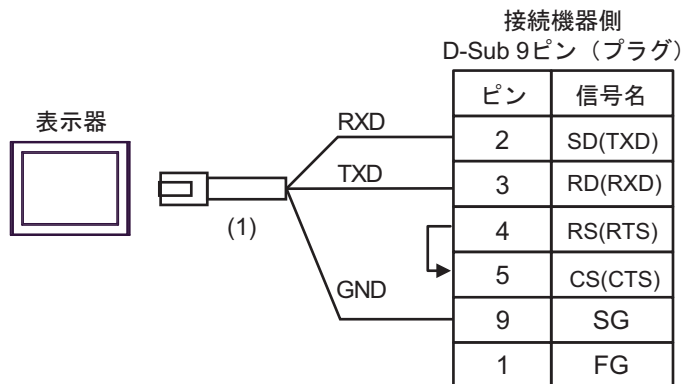 接続機器側
D-Sub 9ピン（プラグ）
ピン 信号名
表示器
RXD
2 SD(TXD)
TXD
3 RD(RXD)
(1)
4 RS(RTS)
5 CS(CTS)
GND
9 SG
1 FG